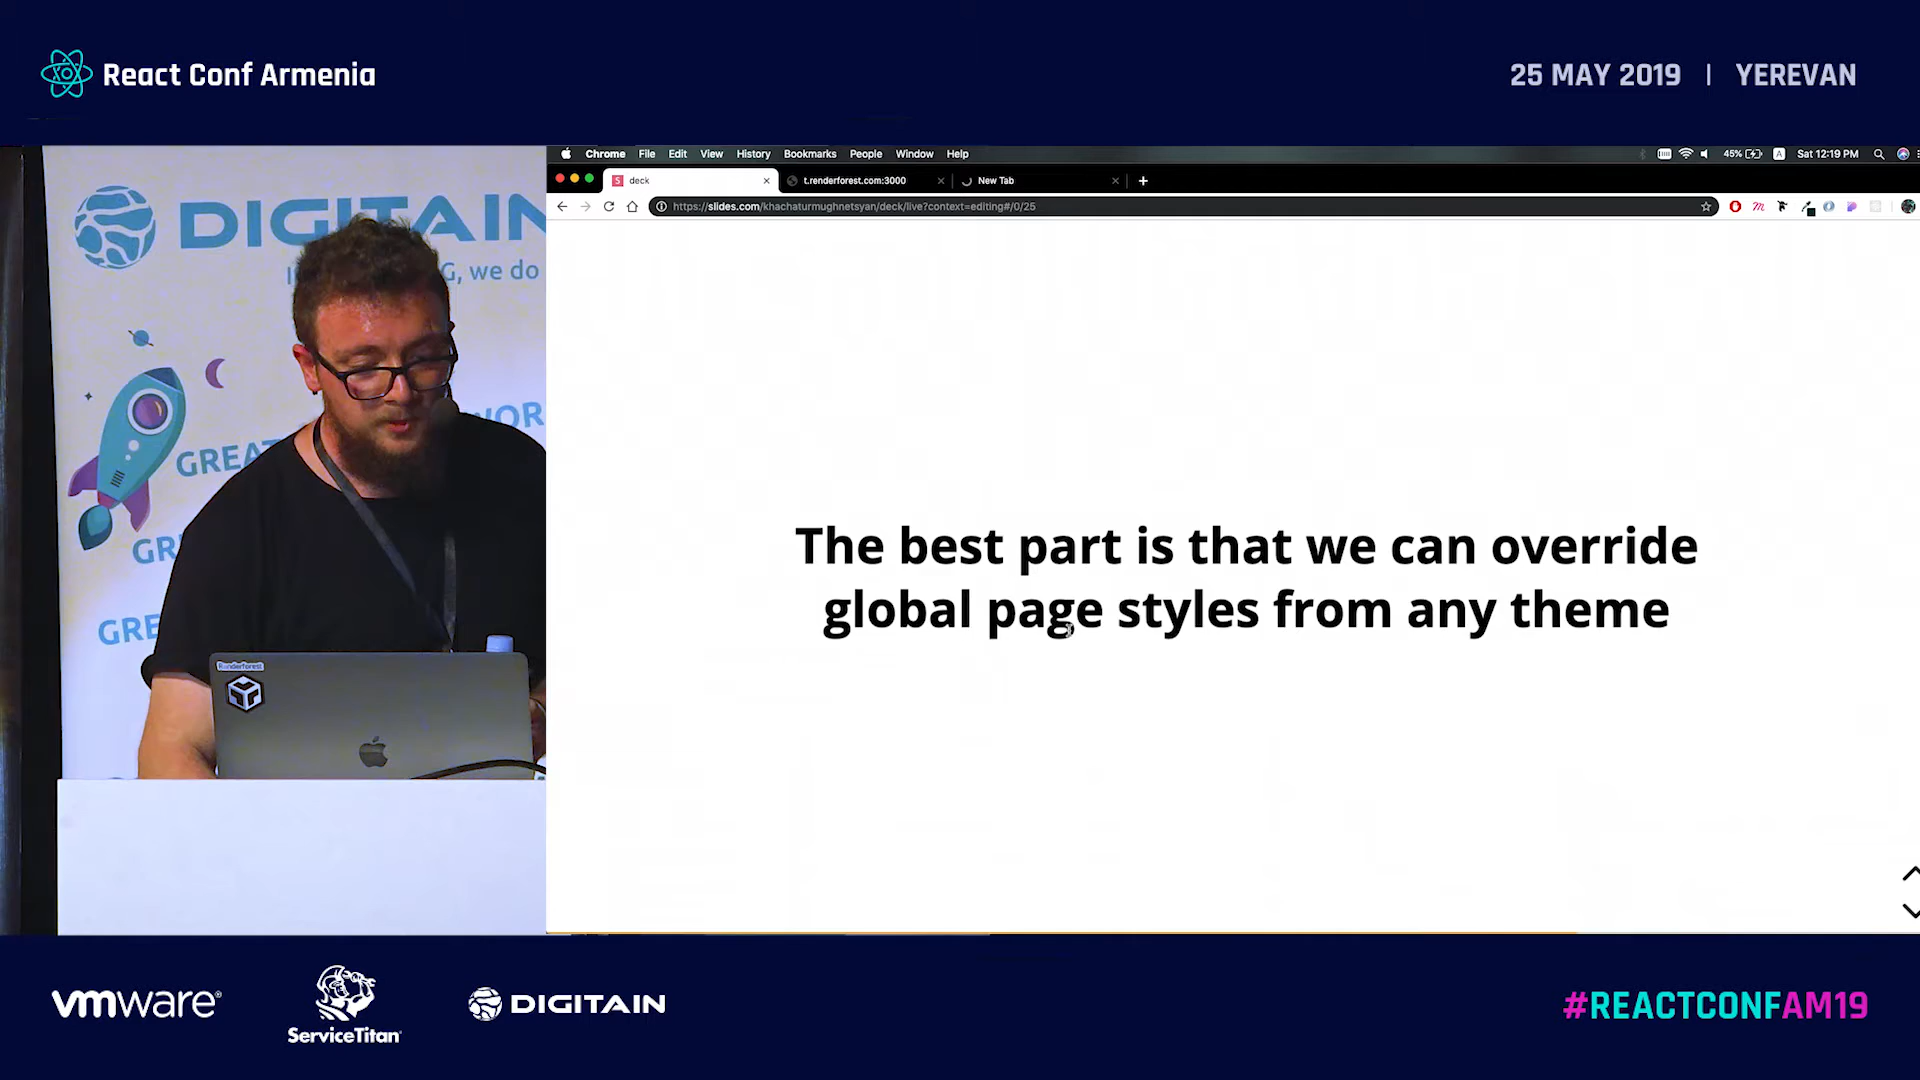 React Conf Armenia
25 MAY 2019 | YEREVAN
Chrome File Edit View History Bookmarks People Window Help
45% Sat 12:19 PM
deck
t.renderforest.com:3000
New Tab
https://slides.com/khachaturmughnetsyan/deck/live?context=editing#/0/25
DIGITAIN
G, we do
WOR
GREA
GR
GRE
Renderforest
The best part is that we can override
global page styles from any theme
vmware
ServiceTitan
DIGITAIN
#REACTCONFAM19